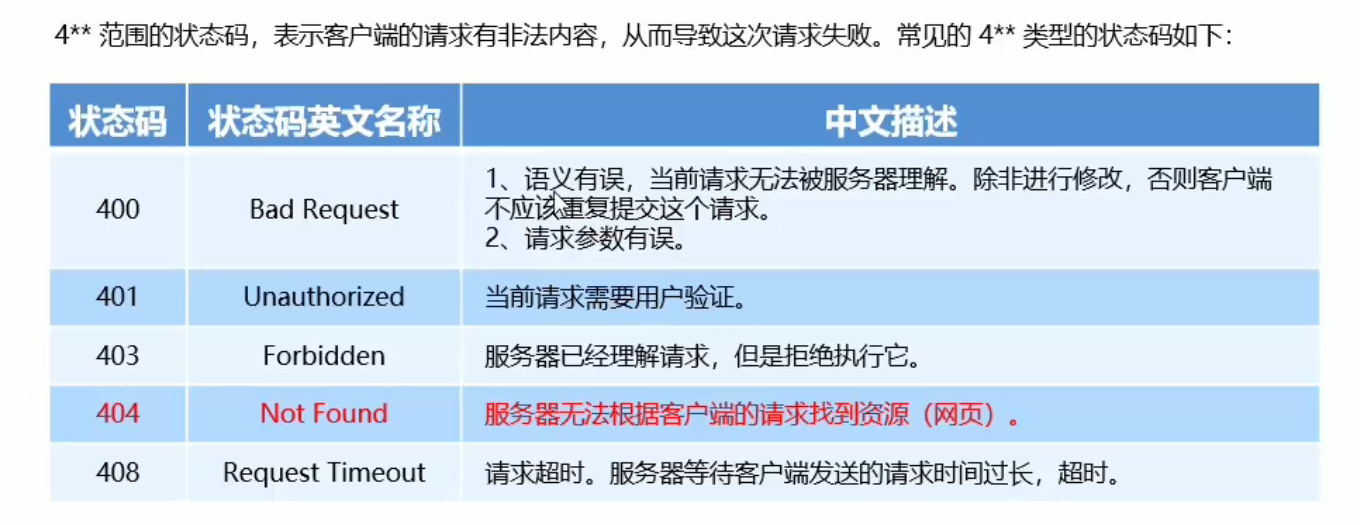 4** 范围的状态码，表示客户端的请求有非法内容，从而导致这次请求失败。常见的 4** 类型的状态码如下：
状态码 状态码英文名称 中文描述
400 Bad Request 1、语义有误，当前请求无法被服务器理解。除非进行修改，否则客户端
不应该重复提交这个请求。
2、请求参数有误。
401 Unauthorized 当前请求需要用户验证。
403 Forbidden 服务器已经理解请求，但是拒绝执行它。
404 Not Found 服务器无法根据客户端的请求找到资源（网页）。
408 Request Timeout 请求超时。服务器等待客户端发送的请求时间过长，超时。